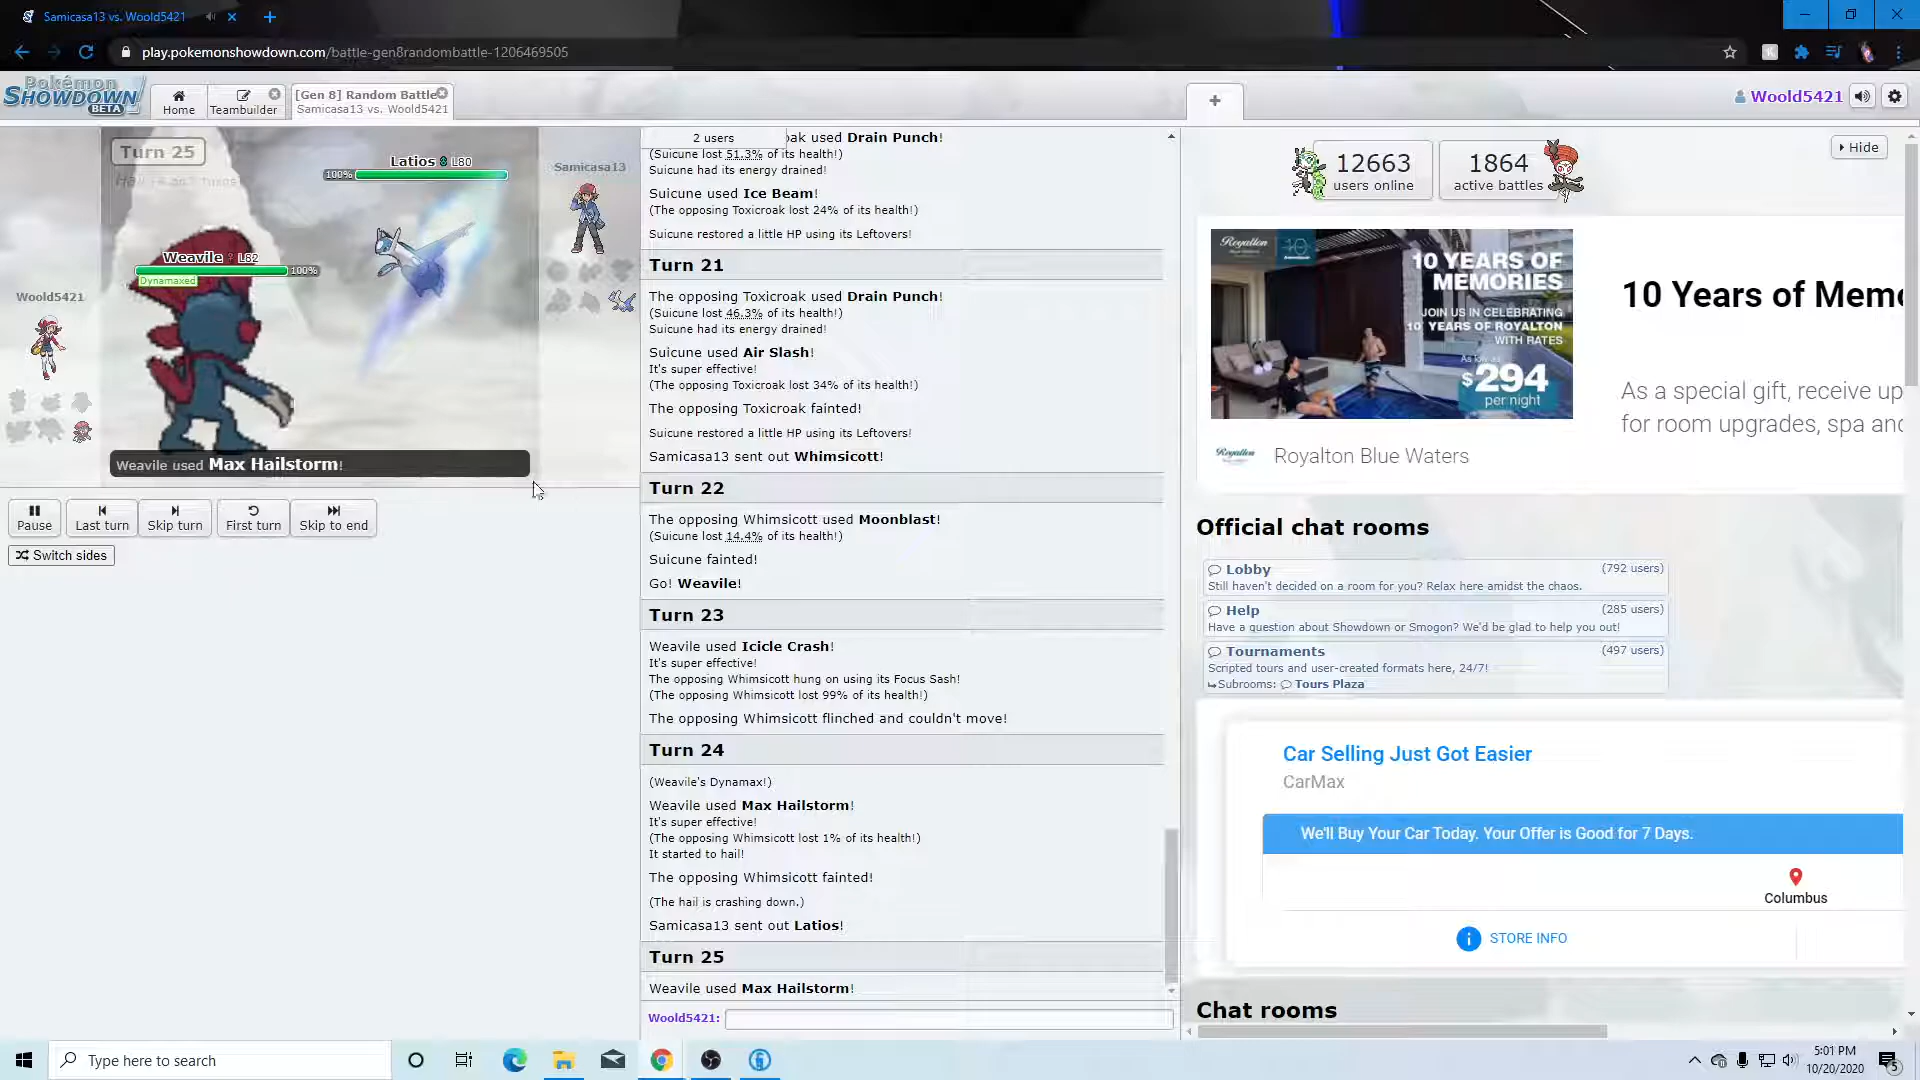 Samicasa13 vs. Woold5421
play.pokemonshowdown.com/battle-gen8randombattle-1206469505
Pokémon
SHOWDOWN
BETA
Home
Teambuilder
[Gen 8] Random Battle
Samicasa13 vs. Woold5421
Woold5421
Turn 25
Latios L80
100%
Samicasa13
Weavile L82
100%
Dynamaxed
Woold5421
Weavile used Max Hailstorm!
Pause
Last turn
Skip turn
First turn
Skip to end
Switch sides
2 users
oak used Drain Punch!
(Suicune lost 51.3% of its health!)
Suicune had its energy drained!
Suicune used Ice Beam!
(The opposing Toxicroak lost 24% of its health!)
Suicune restored a little HP using its Leftovers!
Turn 21
The opposing Toxicroak used Drain Punch!
(Suicune lost 46.3% of its health!)
Suicune had its energy drained!
Suicune used Air Slash!
It's super effective!
(The opposing Toxicroak lost 34% of its health!)
The opposing Toxicroak fainted!
Suicune restored a little HP using its Leftovers!
Samicasa13 sent out Whimsicott!
Turn 22
The opposing Whimsicott used Moonblast!
(Suicune lost 14.4% of its health!)
Suicune fainted!
Go! Weavile!
Turn 23
Weavile used Icicle Crash!
It's super effective!
The opposing Whimsicott hung on using its Focus Sash!
(The opposing Whimsicott lost 99% of its health!)
The opposing Whimsicott flinched and couldn't move!
Turn 24
(Weavile's Dynamax!)
Weavile used Max Hailstorm!
It's super effective!
(The opposing Whimsicott lost 1% of its health!)
It started to hail!
The opposing Whimsicott fainted!
(The hail is crashing down.)
Samicasa13 sent out Latios!
Turn 25
Weavile used Max Hailstorm!
Woold5421:
12663
users online
1864
active battles
Hide
Royalton
10
10 YEARS OF
MEMORIES
JOIN US IN CELEBRATING
10 YEARS OF ROYALTON
WITH RATES
As low as
$294
per night
10 Years of Memo
As a special gift, receive up
for room upgrades, spa and
Royalton
Royalton Blue Waters
Official chat rooms
Lobby (792 users)
Still haven't decided on a room for you? Relax here amidst the chaos.
Help (285 users)
Have a question about Showdown or Smogon? We'd be glad to help you out!
Tournaments (497 users)
Scripted tours and user-created formats here, 24/7!
Subrooms: Tours Plaza
Car Selling Just Got Easier
CarMax
We'll Buy Your Car Today. Your Offer is Good for 7 Days.
Columbus
STORE INFO
Chat rooms
Type here to search
5:01 PM
10/20/2020
5